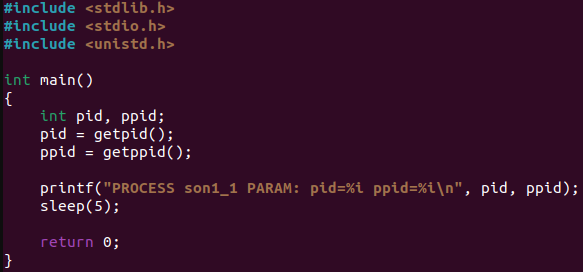 #include <stdlib.h>
#include <stdio.h>
#include <unistd.h>

int main()
{
    int pid, ppid;
    pid = getpid();
    ppid = getppid();

    printf("PROCESS son1_1 PARAM: pid=%i ppid=%i\n", pid, ppid);
    sleep(5);

    return 0;
}